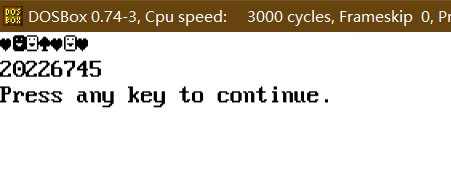 DOSBox 0.74-3, Cpu speed: 3000 cycles, Frameskip 0, Pr
♥☻☺♠♥☺♥
20226745
Press any key to continue.